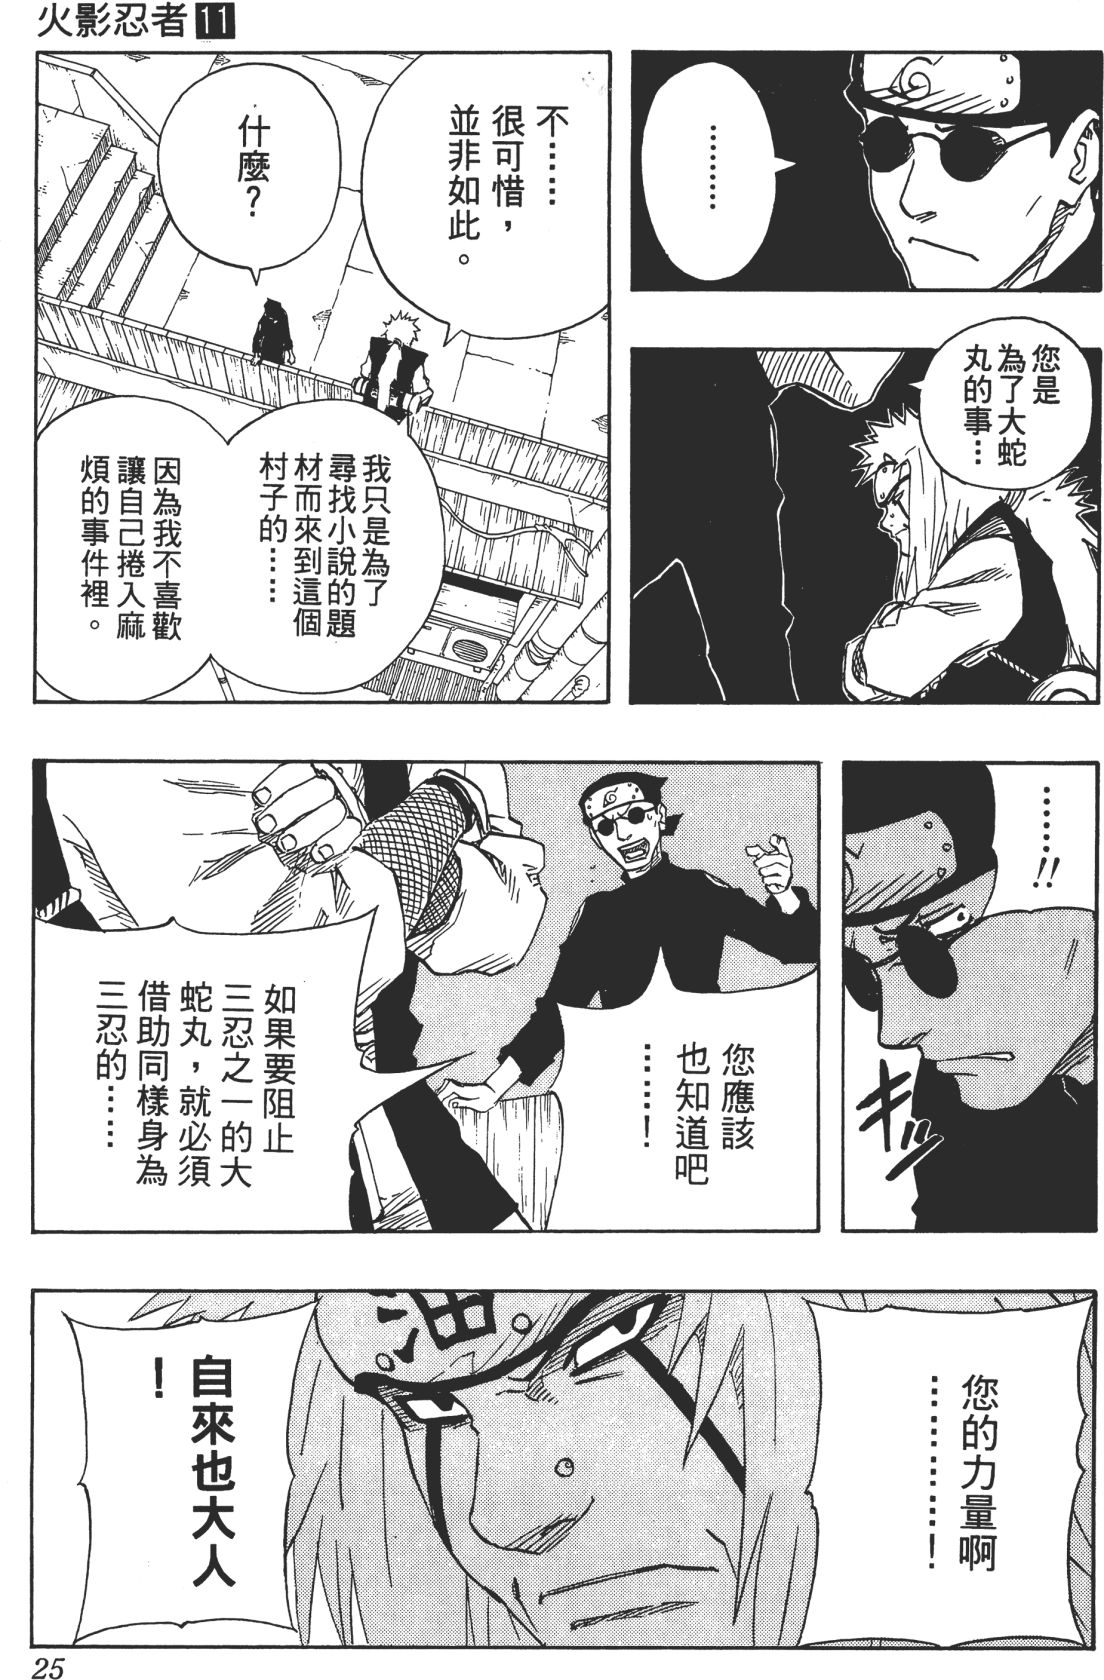 火影忍者11
………
您是
為了大蛇
丸的事…
不……
很可惜，
並非如此。
什麼？
我只是為了
尋找小說的題
材而來到這個
村子的……
因為我不喜歡
讓自己捲入麻
煩的事件裡。
……!!
ギッ
您應該
也知道吧
……！
如果要阻止
三忍之一的大
蛇丸，就必須
借助同樣身為
三忍的……
您的力量啊
………！
油
自來也大人
！
25